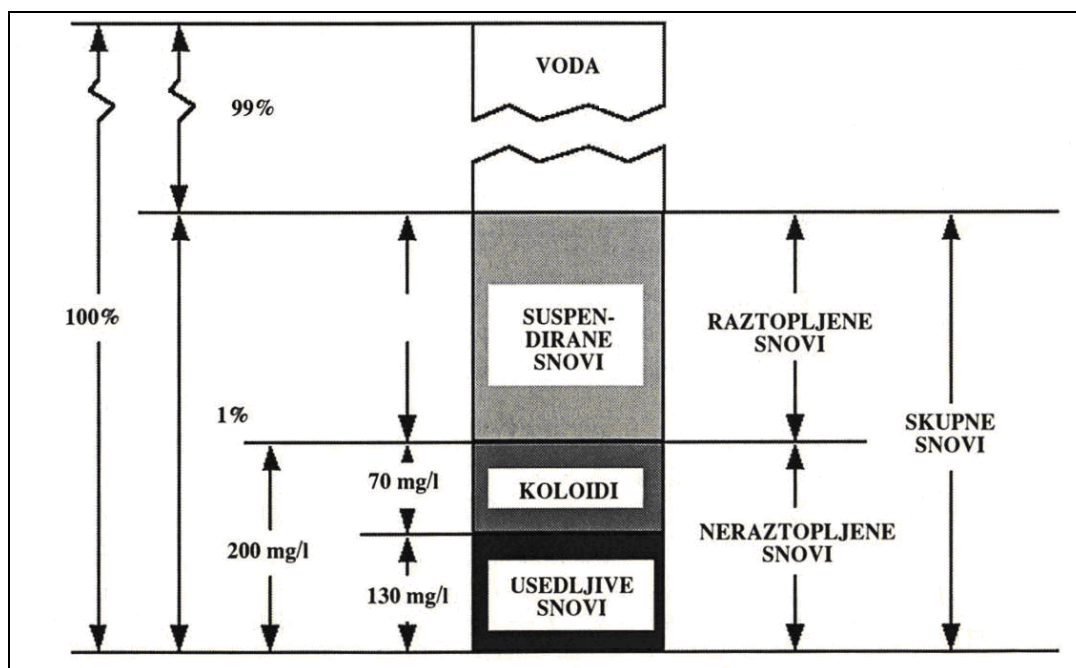 VODA
99%
100%
SUSPEN-
DIRANE
SNOVI
RAZTOPLJENE
SNOVI
1%
SKUPNE
SNOVI
70 mg/l
KOLOIDI
200 mg/l
NERAZTOPLJENE
SNOVI
130 mg/l
USEDLJIVE
SNOVI